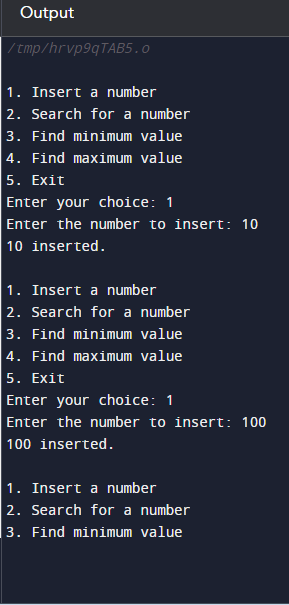 Output
/tmp/hrvp9qTAB5.o
1. Insert a number
2. Search for a number
3. Find minimum value
4. Find maximum value
5. Exit
Enter your choice: 1
Enter the number to insert: 10
10 inserted.
1. Insert a number
2. Search for a number
3. Find minimum value
4. Find maximum value
5. Exit
Enter your choice: 1
Enter the number to insert: 100
100 inserted.
1. Insert a number
2. Search for a number
3. Find minimum value